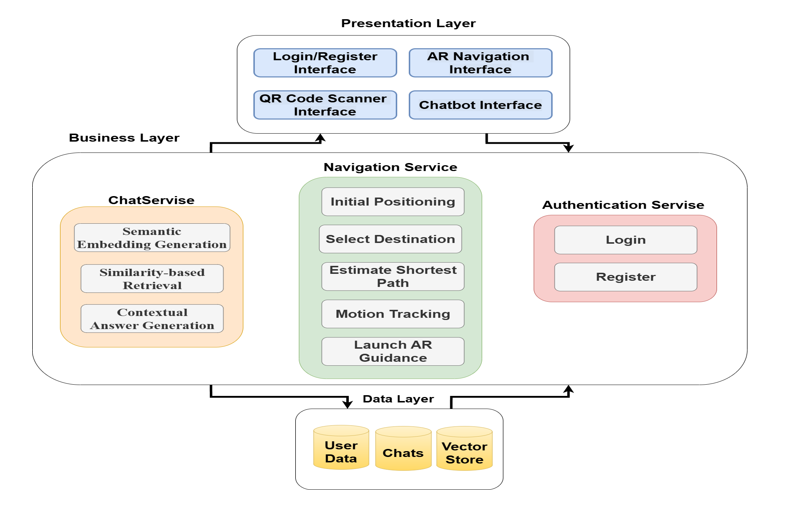 Presentation Layer
Login/Register
Interface
AR Navigation
Interface
QR Code Scanner
Interface
Chatbot Interface
Business Layer
ChatServise
Semantic
Embedding Generation
Similarity-based
Retrieval
Contextual
Answer Generation
Navigation Service
Initial Positioning
Select Destination
Estimate Shortest
Path
Motion Tracking
Launch AR
Guidance
Authentication Servise
Login
Register
Data Layer
User
Data
Chats
Vector
Store